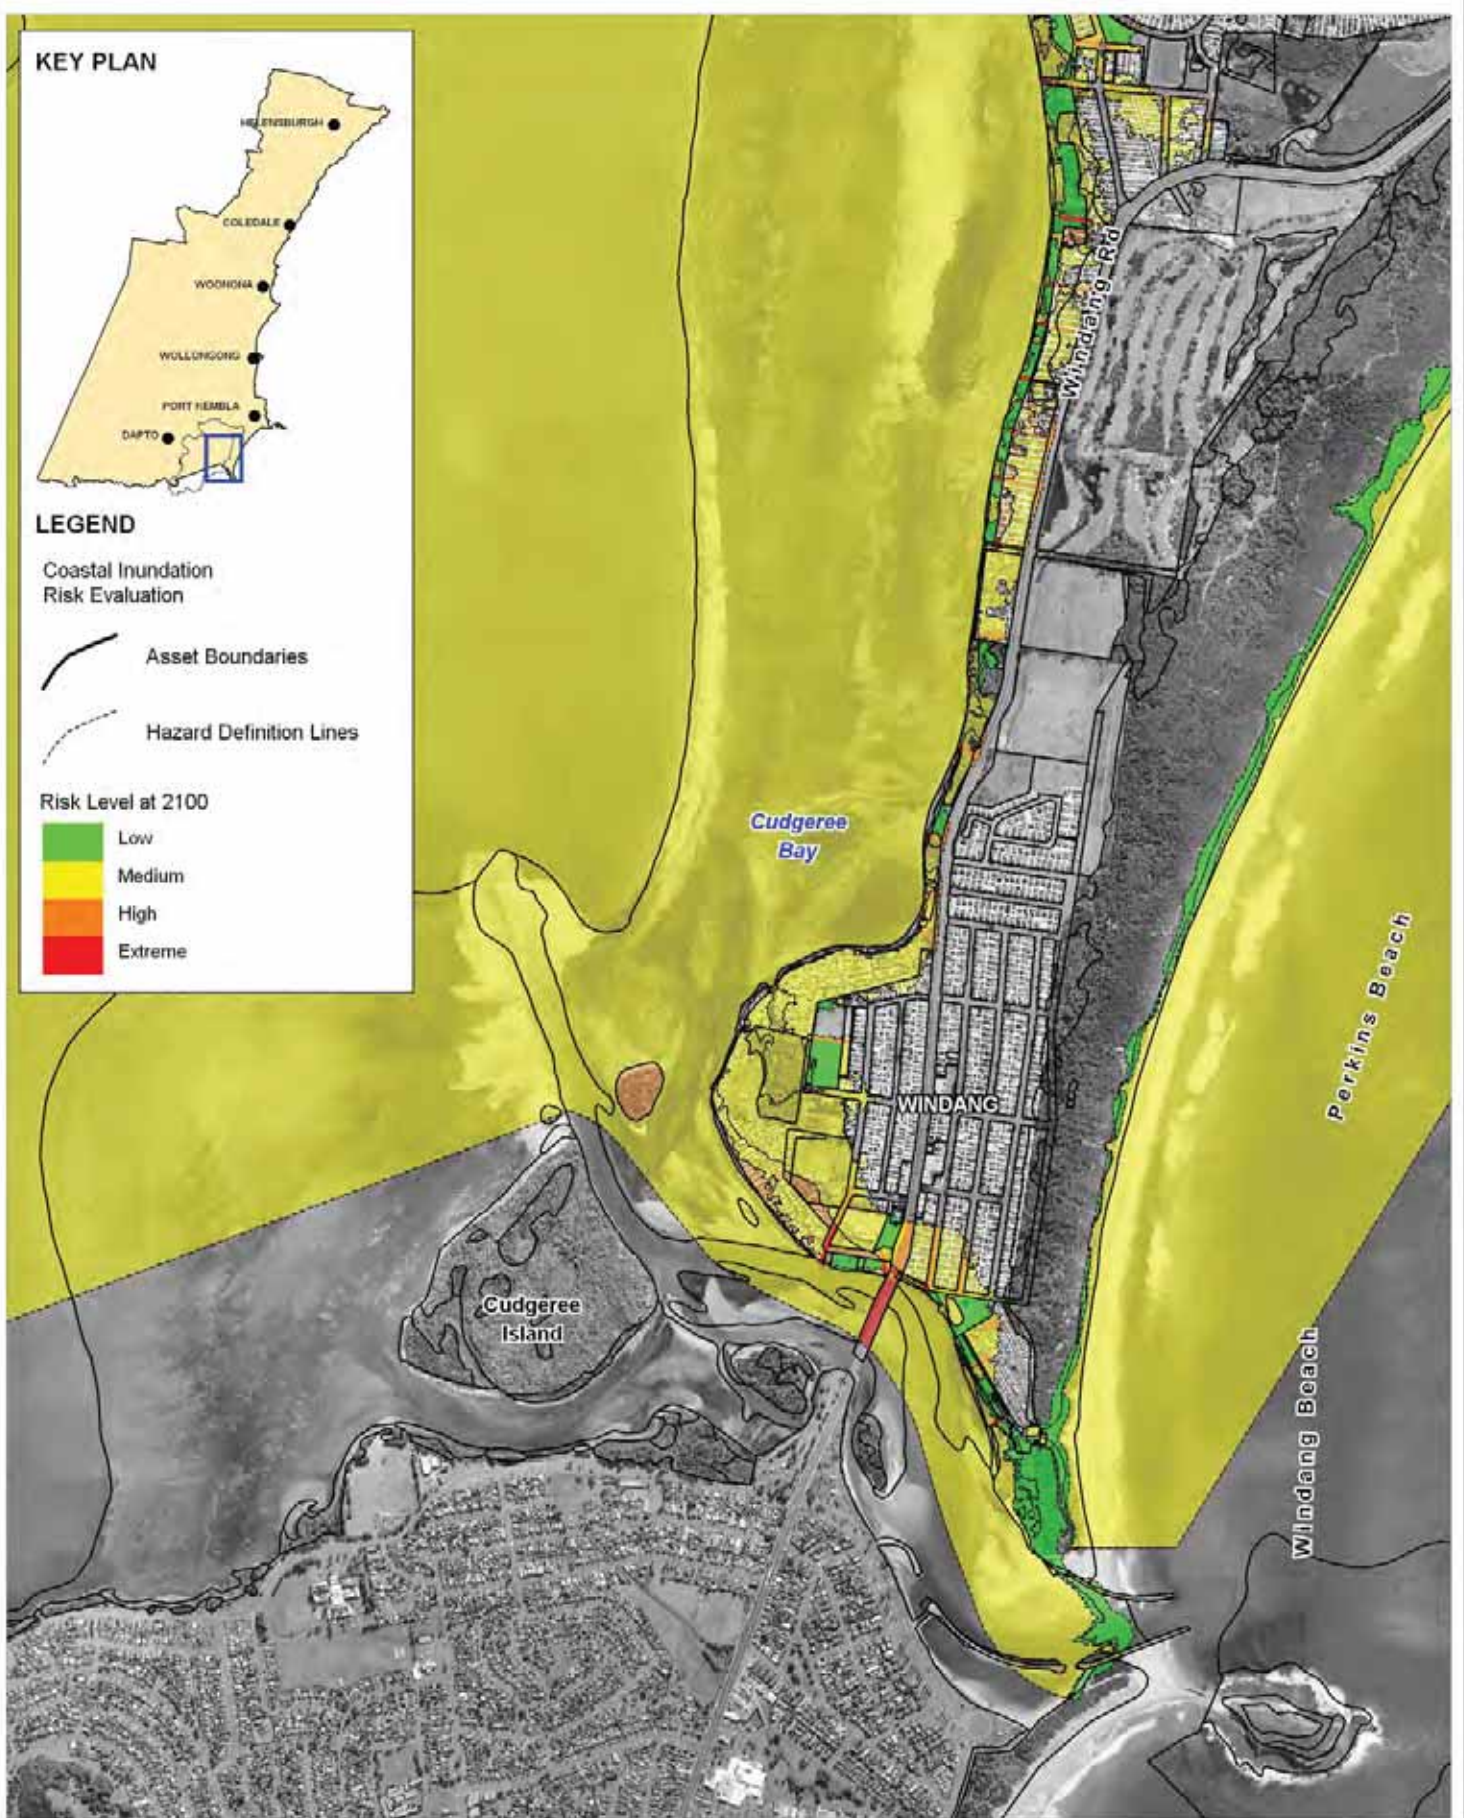 KEY PLAN
HELENSBURGH
COLEDALE
WOONONA
WOLLONGONG
PORT KEMBLA
DAPTO
LEGEND
Coastal Inundation
Risk Evaluation
Asset Boundaries
Hazard Definition Lines
Risk Level at 2100
Low
Medium
High
Extreme
Windang Rd
Cudgeree
Bay
Perkins Beach
WINDANG
Cudgeree
Island
Windang Beach